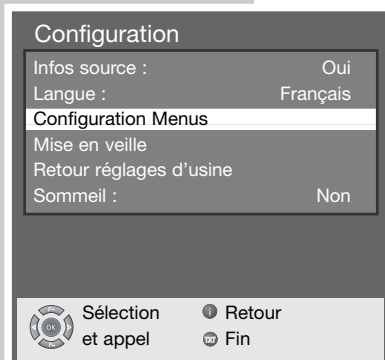 Configuration
Infos source : Oui
Langue : Français
Configuration Menus
Mise en veille
Retour réglages d’usine
Sommeil : Non
OK Sélection et appel
Retour
TXT Fin